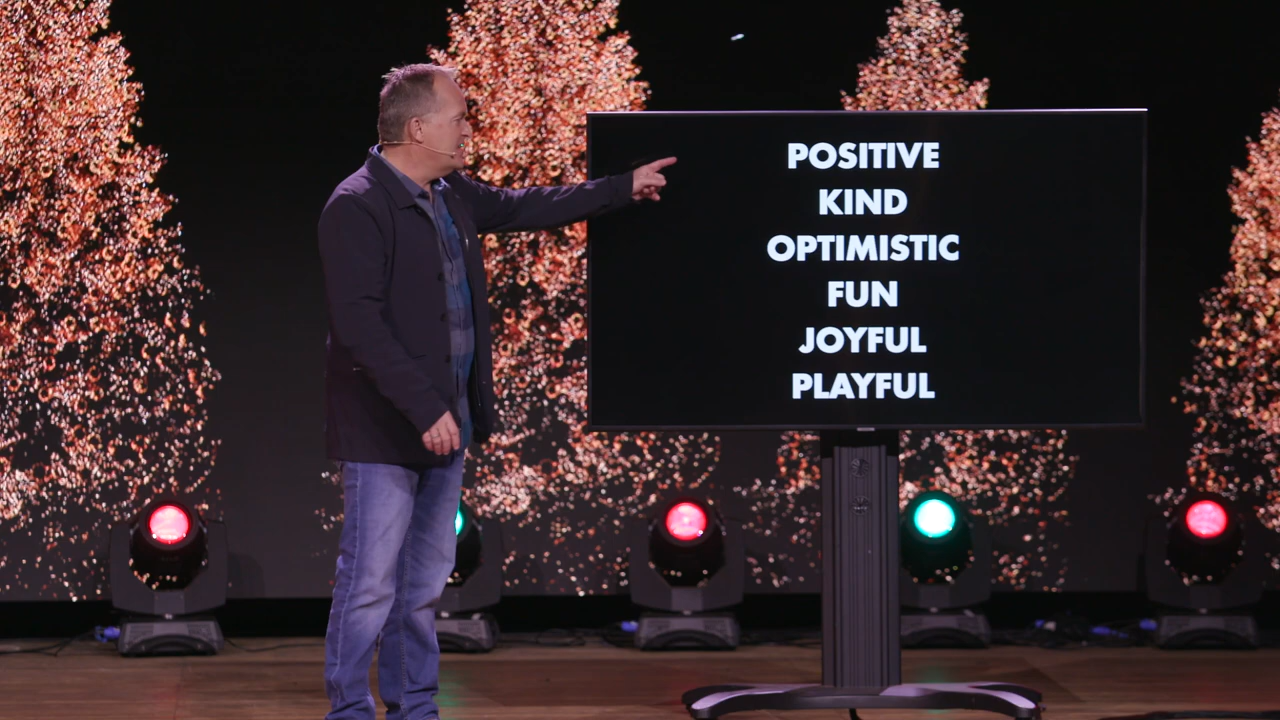 POSITIVE
KIND
OPTIMISTIC
FUN
JOYFUL
PLAYFUL